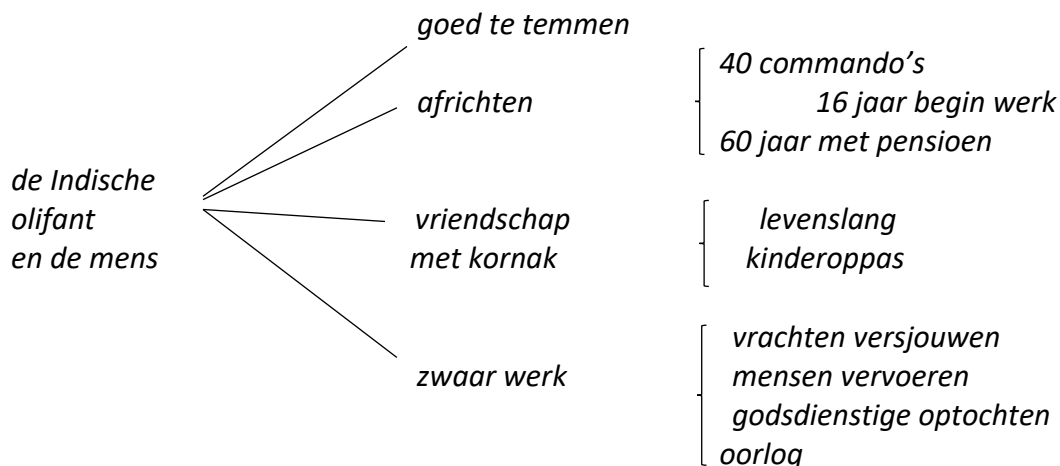 goed te temmen
africhten
40 commando's
16 jaar begin werk
60 jaar met pensioen
de Indische
olifant
en de mens
vriendschap
met kornak
levenslang
kinderoppas
zwaar werk
vrachten versjouwen
mensen vervoeren
godsdienstige optochten
oorlog